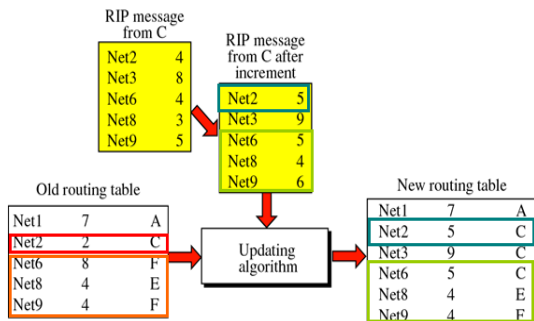 RIP message
from C
Net2 4
Net3 8
Net6 4
Net8 3
Net9 5
RIP message
from C after
increment
Net2 5
Net3 9
Net6 5
Net8 4
Net9 6
Old routing table
Net1 7 A
Net2 2 C
Net6 8 F
Net8 4 E
Net9 4 F
Updating
algorithm
New routing table
Net1 7 A
Net2 5 C
Net3 9 C
Net6 5 C
Net8 4 E
Net9 4 F